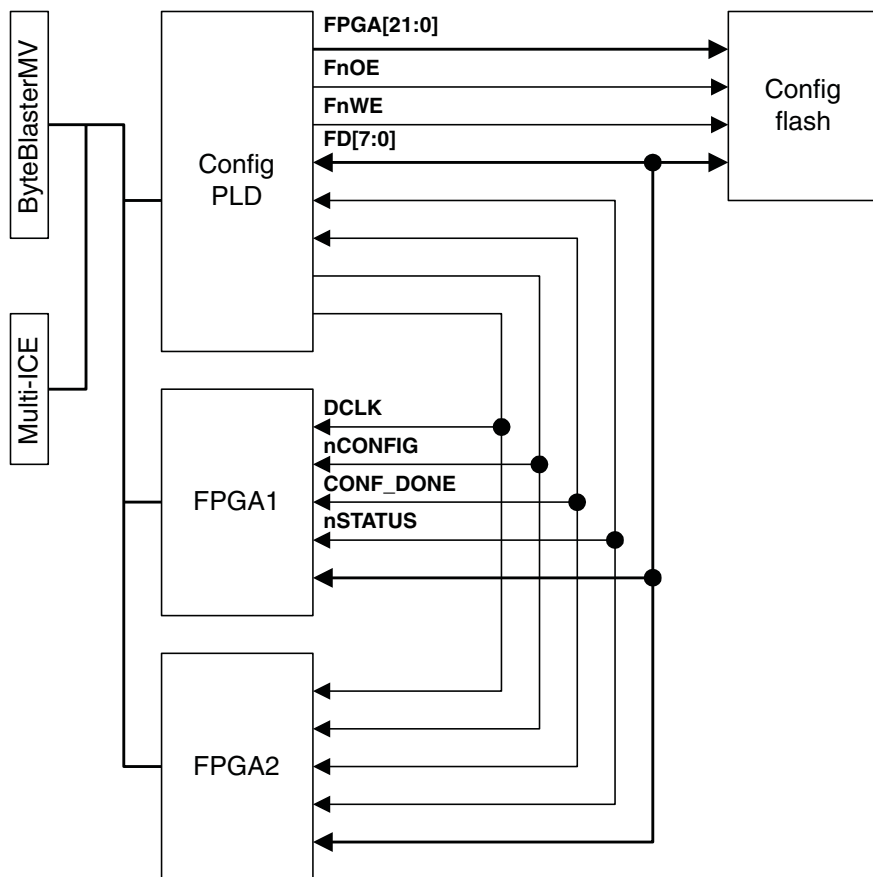 FPGA[21:0]
FnOE
FnWE
FD[7:0]
Config
flash
ByteBlasterMV
Config
PLD
Multi-ICE
DCLK
nCONFIG
CONF_DONE
nSTATUS
FPGA1
FPGA2